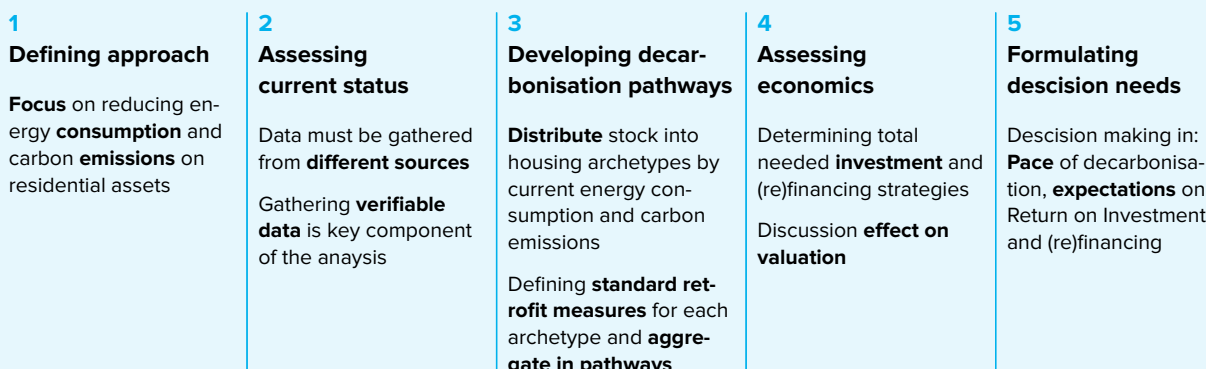 1
Defining approach
Focus on reducing en-
ergy consumption and
carbon emissions on
residential assets
2
Assessing
current status
Data must be gathered
from different sources
Gathering verifiable
data is key component
of the anaysis
3
Developing decar-
bonisation pathways
Distribute stock into
housing archetypes by
current energy con-
sumption and carbon
emissions
Defining standard ret-
rofit measures for each
archetype and aggre-
gate in pathways
4
Assessing
economics
Determining total
needed investment and
(re)financing strategies
Discussion effect on
valuation
5
Formulating
descision needs
Descision making in:
Pace of decarbonisa-
tion, expectations on
Return on Investment
and (re)financing